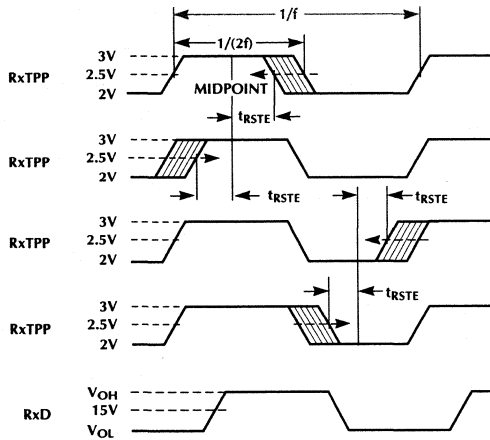 1/f
1/(2f)
3V
RxTPP 2.5V
2V
MIDPOINT
tRSTE
3V
RxTPP 2.5V
2V
tRSTE
tRSTE
3V
RxTPP 2.5V
2V
tRSTE
3V
RxTPP 2.5V
2V
VOH
RxD 15V
VOL